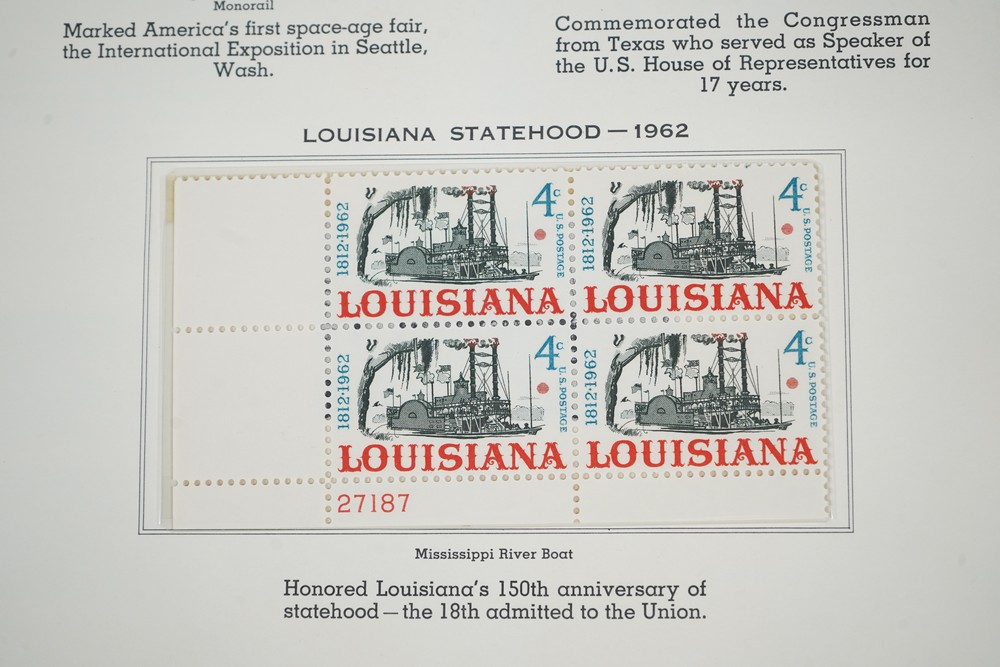 Monorail
Marked America's first space-age fair,
the International Exposition in Seattle,
Wash.
Commemorated the Congressman
from Texas who served as Speaker of
the U.S. House of Representatives for
17 years.
LOUISIANA STATEHOOD — 1962
1812·1962
4c
U.S. POSTAGE
LOUISIANA
1812·1962
4c
U.S. POSTAGE
LOUISIANA
1812·1962
4c
U.S. POSTAGE
LOUISIANA
1812·1962
4c
U.S. POSTAGE
LOUISIANA
27187
Mississippi River Boat
Honored Louisiana's 150th anniversary of
statehood — the 18th admitted to the Union.